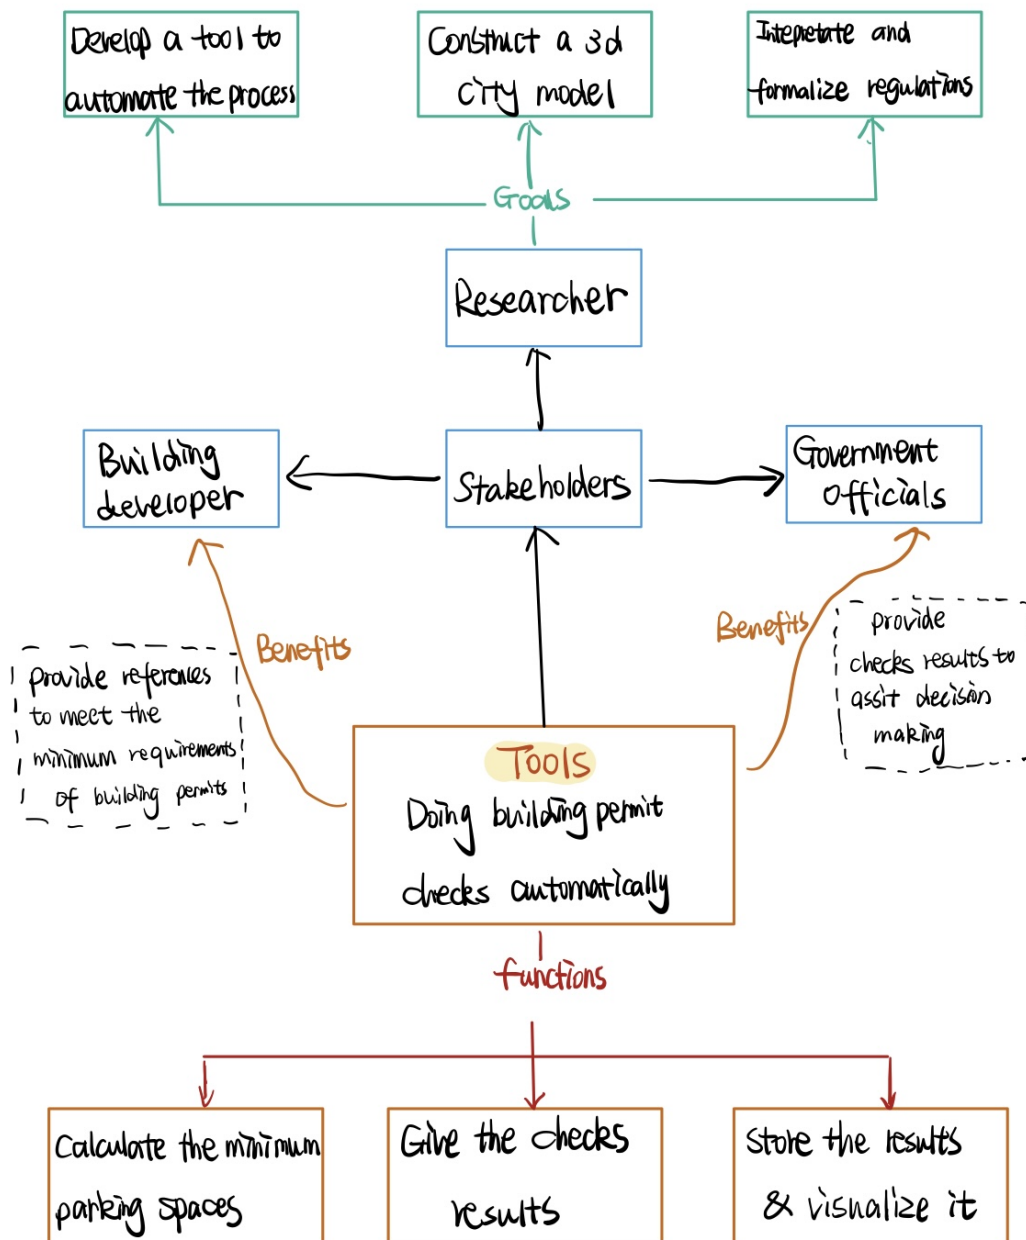 Develop a tool to
automate the process
Construct a 3d
city model
Intepretate and
formalize regulations
Goals
Researcher
Building
developer
Stakeholders
Government
Officials
Benefits
Benefits
provide references
to meet the
minimum requirements
of building permits
provide
checks results to
assit decision
making
Tools
Doing building permit
checks automatically
functions
Calculate the minimum
parking spaces
Give the checks
results
Store the results
& visualize it